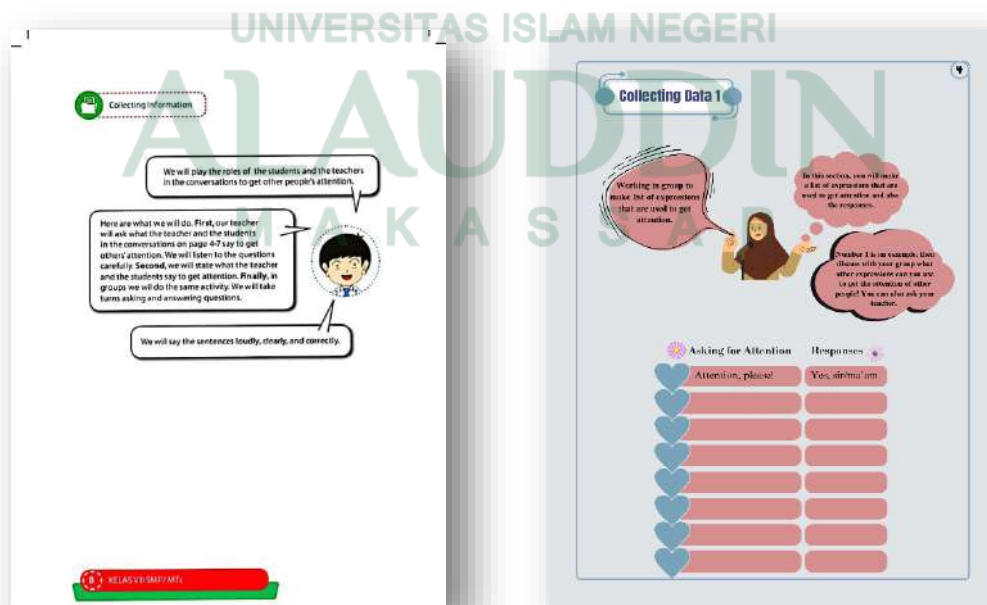 UNIVERSITAS ISLAM NEGERI
ALAUDDIN
MAKASSAR
Collecting Information
We will play the roles of the students and the teachers
in the conversations to get other people's attention.
Here are what we will do. First, our teacher
will ask what the teacher and the students
in the conversations on page 4-7 say to get
others' attention. We will listen to the questions
carefully. Second, we will state what the teacher
and the students say to get attention. Finally, in
groups we will do the same activity. We will take
turns asking and answering questions.
We will say the sentences loudly, clearly, and correctly.
8 KELAS VIII SMP/MTs
4
Collecting Data 1
Working in group to
make list of expressions
that are used to get
attention.
In this section, you will make
a list of expressions that are
used to get attention and also
the responses.
Number 1 is an example, then
discuss with your group what
other expressions can you use
to get the attention of other
people! You can also ask your
teacher.
Asking for Attention Responses
Attention, please! Yes, sir/ma'am